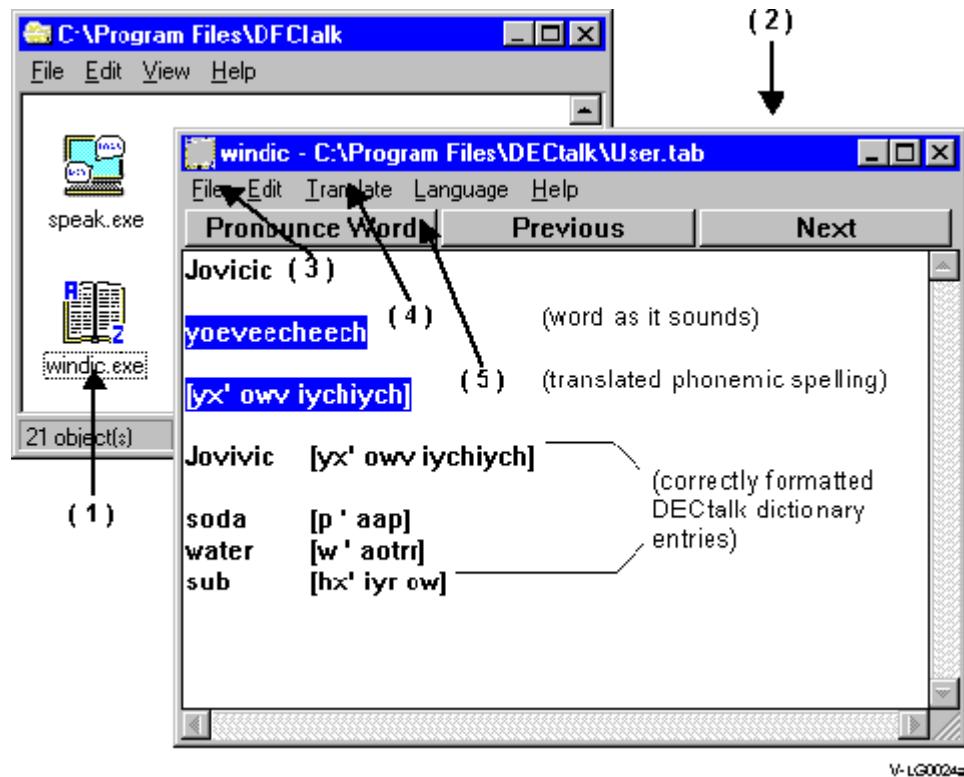 ( 2 )
C:\Program Files\DECtalk
File Edit View Help
speak.exe
windic.exe
21 object(s)
( 1 )
windic - C:\Program Files\DECtalk\User.tab
Files Edit Translate Language Help
Pronounce Word Previous Next
Jovicic ( 3 )
( 4 )
( 5 )
yoeveecheech (word as it sounds)
[yx' owv iychiych] (translated phonemic spelling)
Jovivic [yx' owv iychiych]
(correctly formatted
DECtalk dictionary
entries)
soda [p ' aap]
water [w ' aotrr]
sub [hx' iyr ow]